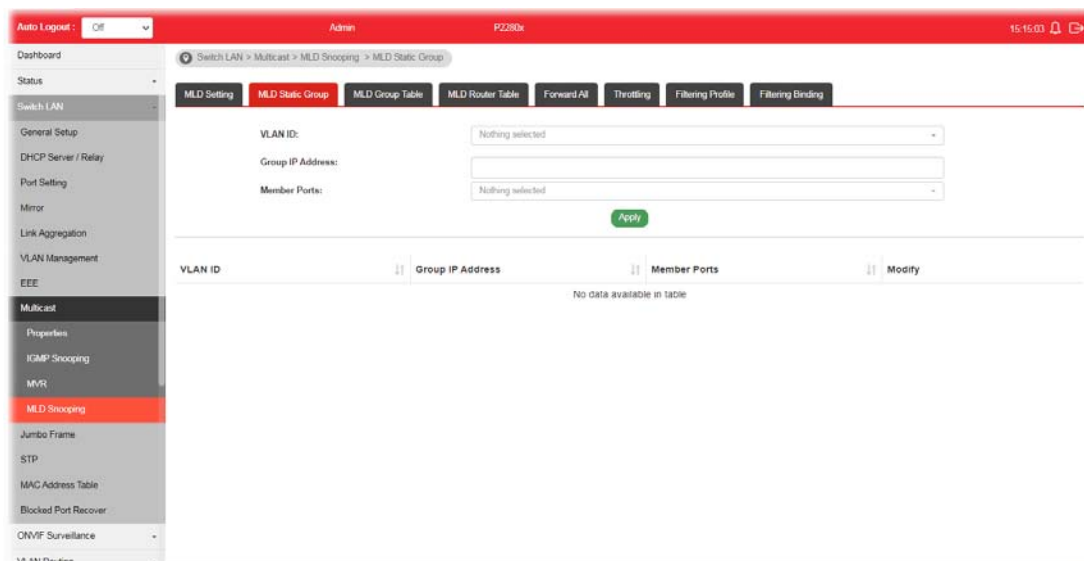 Auto Logout : Off Admin P2280x 15:15:03
Dashboard
Status
Switch LAN
General Setup
DHCP Server / Relay
Port Setting
Mirror
Link Aggregation
VLAN Management
EEE
Multicast
Properties
IGMP Snooping
MVR
MLD Snooping
Jumbo Frame
STP
MAC Address Table
Blocked Port Recover
ONVIF Surveillance
VLAN Routing
Switch LAN > Multicast > MLD Snooping > MLD Static Group
MLD Setting MLD Static Group MLD Group Table MLD Router Table Forward All Throttling Filtering Profile Filtering Binding
VLAN ID: Nothing selected
Group IP Address:
Member Ports: Nothing selected
Apply
VLAN ID Group IP Address Member Ports Modify
No data available in table